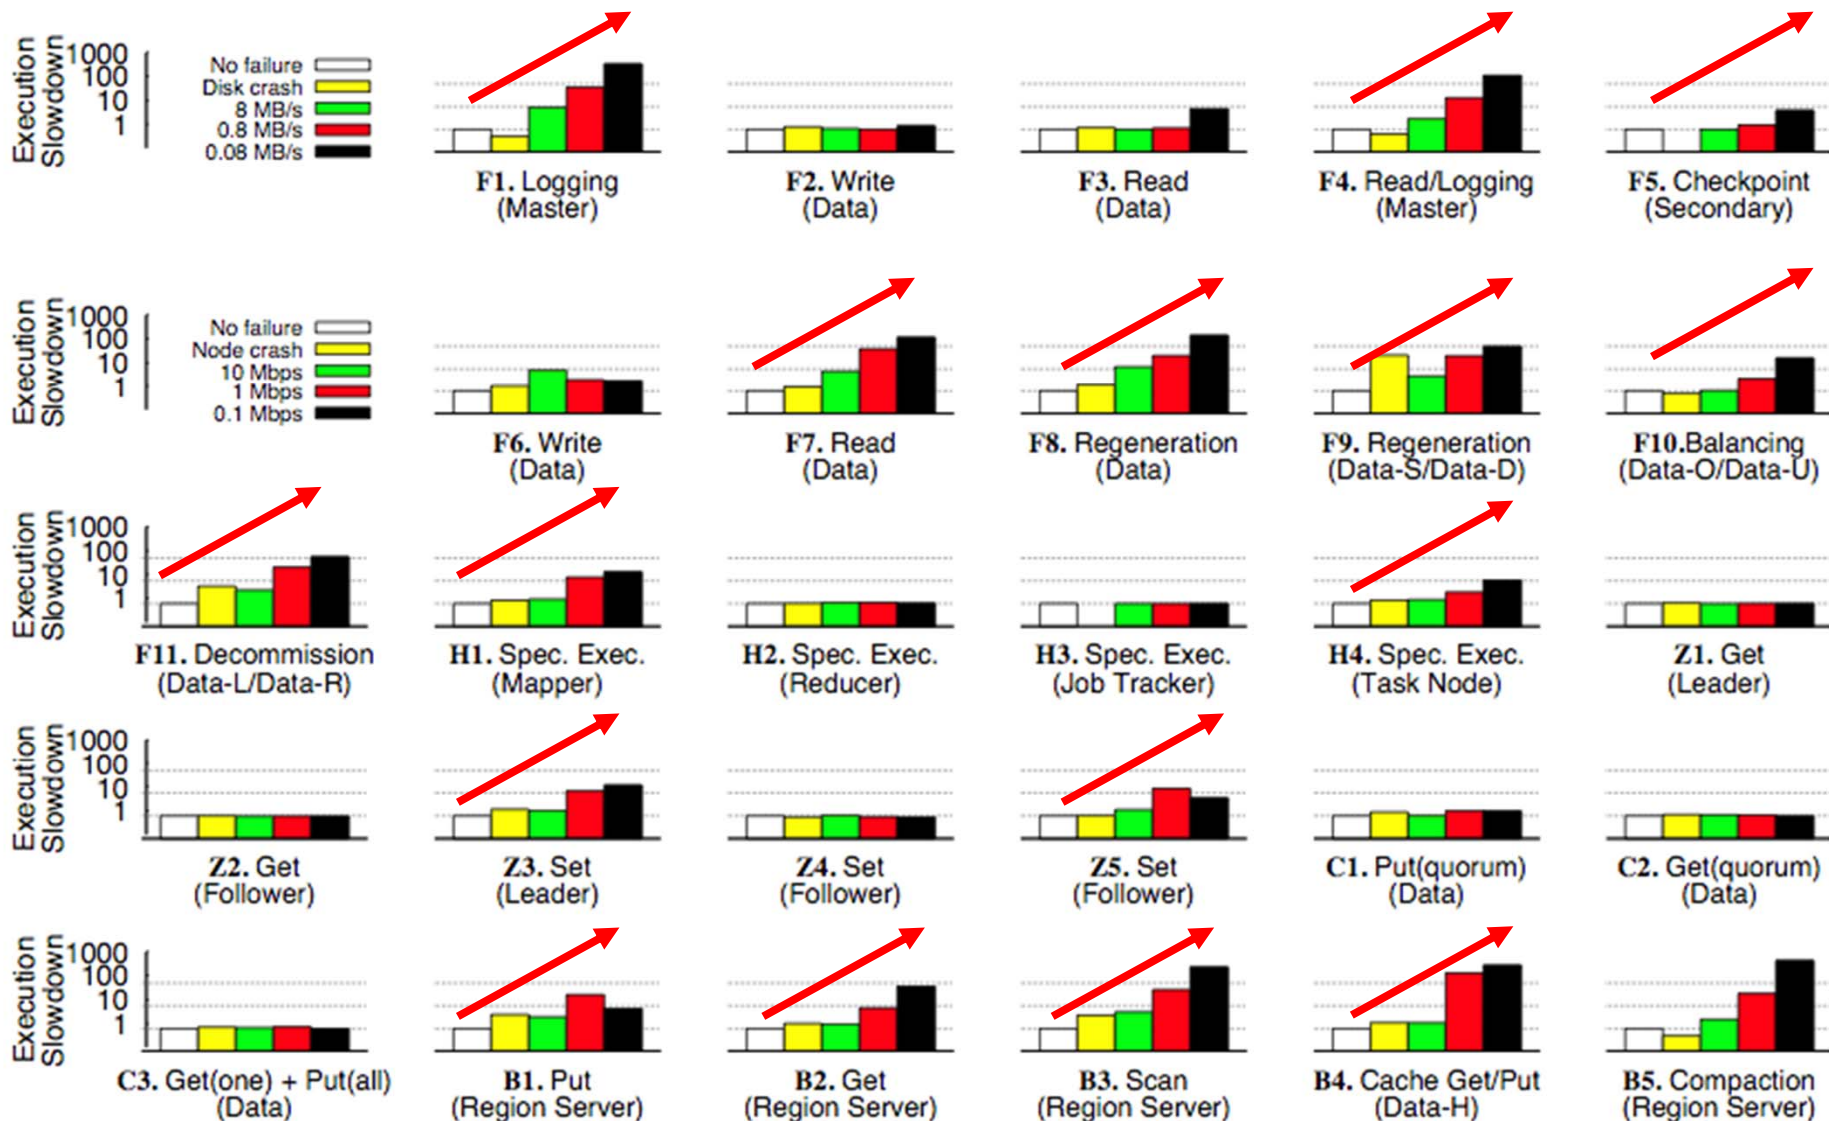 Execution
Slowdown
1000
100
10
1
No failure
Disk crash
8 MB/s
0.8 MB/s
0.08 MB/s
F1. Logging
(Master)
F2. Write
(Data)
F3. Read
(Data)
F4. Read/Logging
(Master)
F5. Checkpoint
(Secondary)
Execution
Slowdown
1000
100
10
1
No failure
Node crash
10 Mbps
1 Mbps
0.1 Mbps
F6. Write
(Data)
F7. Read
(Data)
F8. Regeneration
(Data)
F9. Regeneration
(Data-S/Data-D)
F10.Balancing
(Data-O/Data-U)
Execution
Slowdown
1000
100
10
1
F11. Decommission
(Data-L/Data-R)
H1. Spec. Exec.
(Mapper)
H2. Spec. Exec.
(Reducer)
H3. Spec. Exec.
(Job Tracker)
H4. Spec. Exec.
(Task Node)
Z1. Get
(Leader)
Execution
Slowdown
1000
100
10
1
Z2. Get
(Follower)
Z3. Set
(Leader)
Z4. Set
(Follower)
Z5. Set
(Follower)
C1. Put(quorum)
(Data)
C2. Get(quorum)
(Data)
Execution
Slowdown
1000
100
10
1
C3. Get(one) + Put(all)
(Data)
B1. Put
(Region Server)
B2. Get
(Region Server)
B3. Scan
(Region Server)
B4. Cache Get/Put
(Data-H)
B5. Compaction
(Region Server)